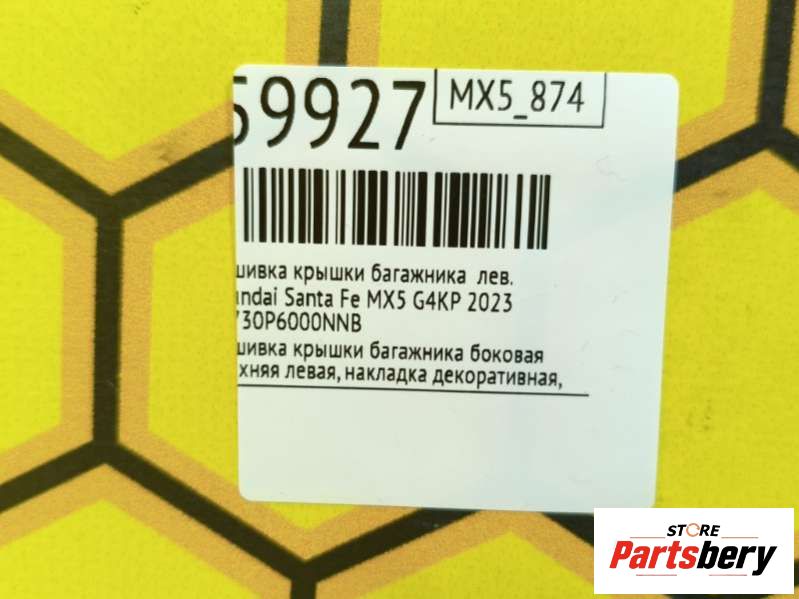 59927
MX5_874
шивка крышки багажника лев.
undai Santa Fe MX5 G4KP 2023
730P6000NNB
шивка крышки багажника боковая
хняя левая, накладка декоративная,
STORE
Partsbery